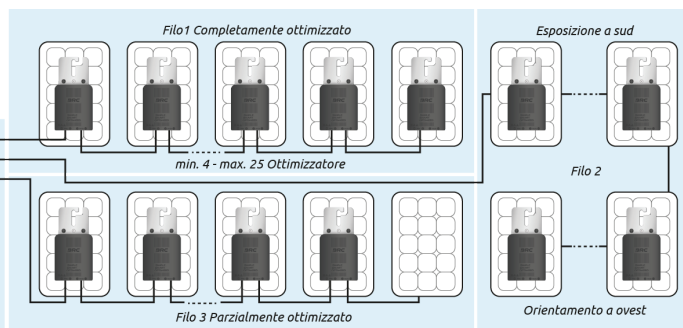 Filo1 Completamente ottimizzato
Esposizione a sud
min. 4 - max. 25 Ottimizzatore
Filo 2
Filo 3 Parzialmente ottimizzato
Orientamento a ovest